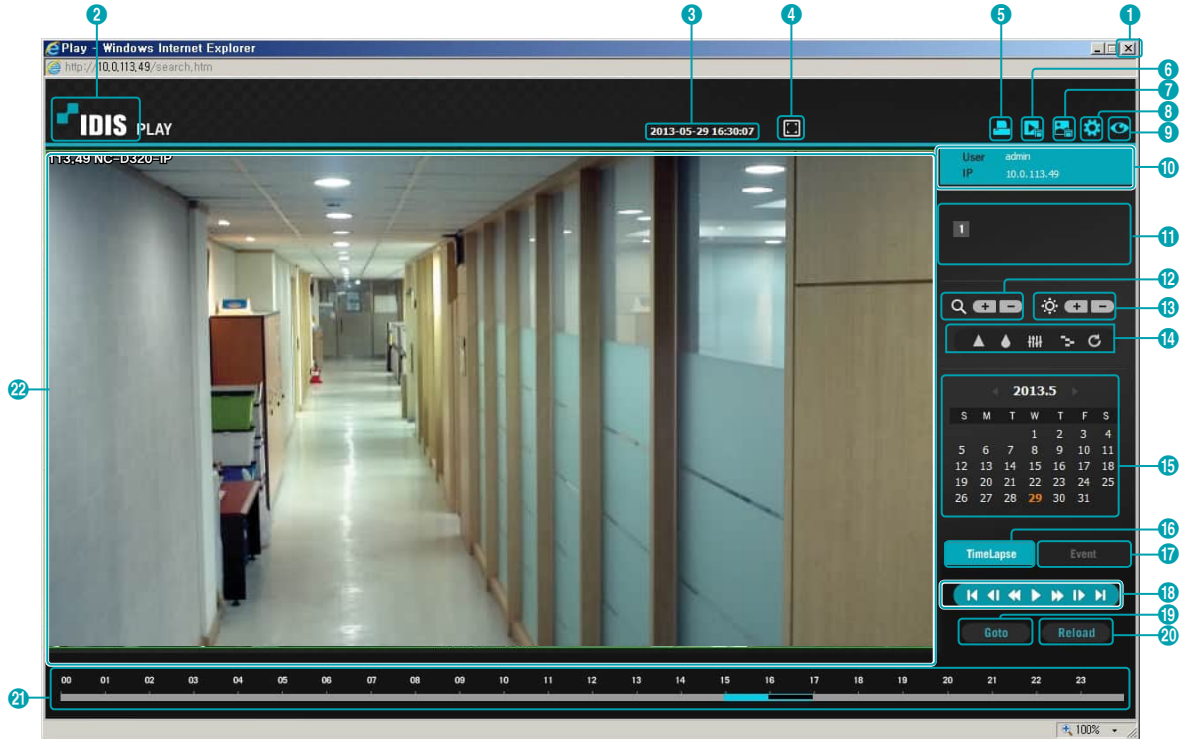 2
3
4
5
1
Play - Windows Internet Explorer
http://10.0.113.49/search.htm
6
7
8
9
IDIS PLAY
2013-05-29 16:30:07
113.49 NC-D320-IP
User admin
IP 10.0.113.49
10
1
11
12
13
14
2013.5
S M T W T F S
1 2 3 4
5 6 7 8 9 10 11
12 13 14 15 16 17 18
19 20 21 22 23 24 25
26 27 28 29 30 31
15
22
16
TimeLapse Event
17
18
19
Goto Reload
20
00 01 02 03 04 05 06 07 08 09 10 11 12 13 14 15 16 17 18 19 20 21 22 23
21
100%